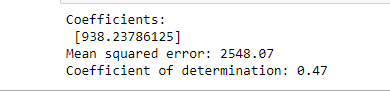 Coefficients:
[938.23786125]
Mean squared error: 2548.07
Coefficient of determination: 0.47